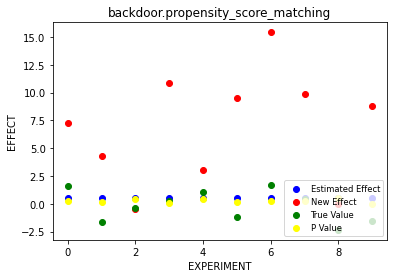 backdoor.propensity_score_matching
15.0
12.5
10.0
7.5
5.0
2.5
0.0
−2.5
EFFECT
Estimated Effect
New Effect
True Value
P Value
0
2
4
6
8
EXPERIMENT